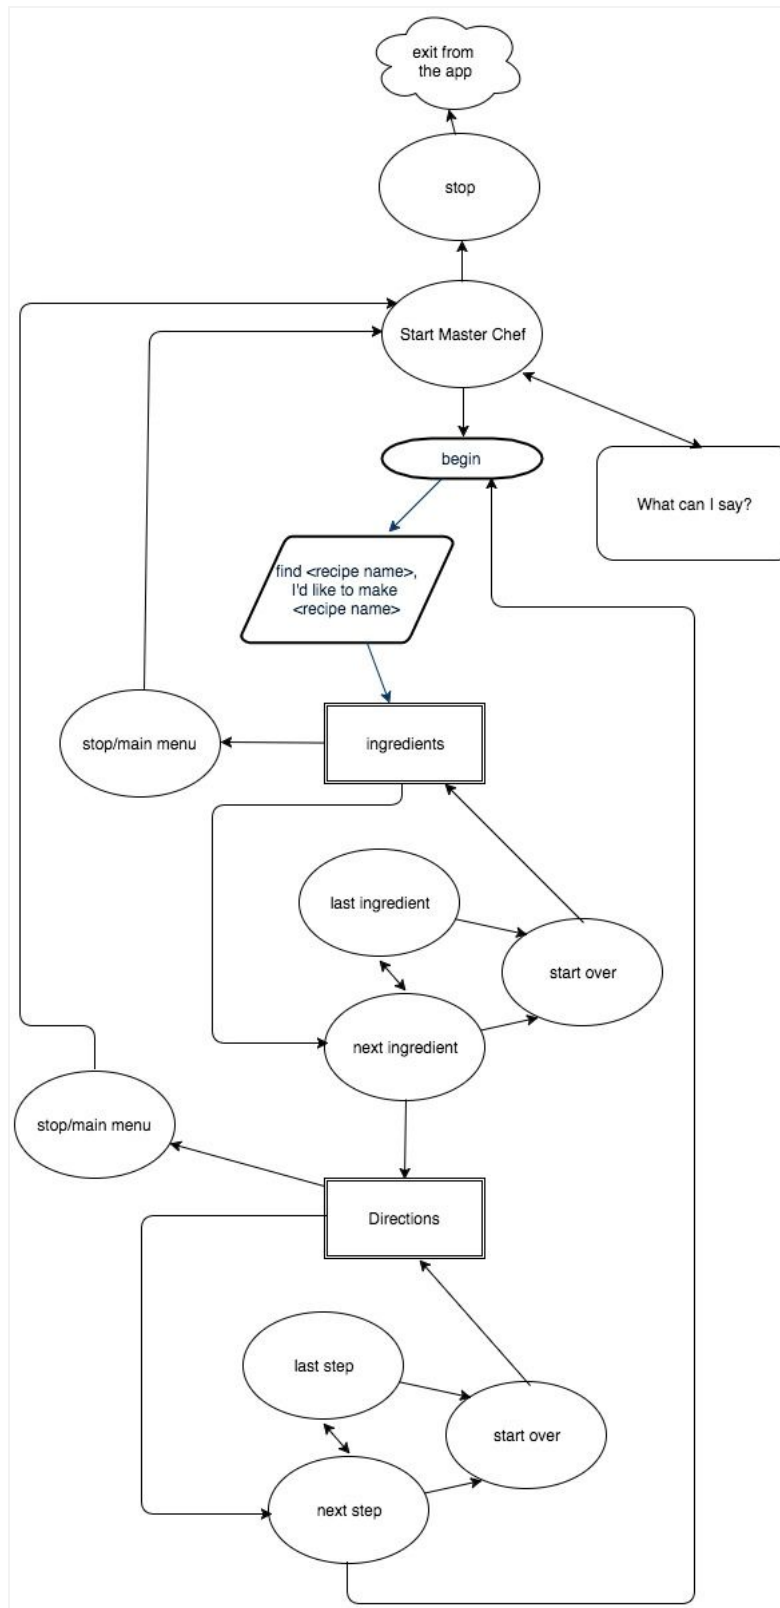 exit from
the app
stop
Start Master Chef
begin
What can I say?
find <recipe name>,
I'd like to make
<recipe name>
stop/main menu
ingredients
last ingredient
start over
next ingredient
stop/main menu
Directions
last step
start over
next step